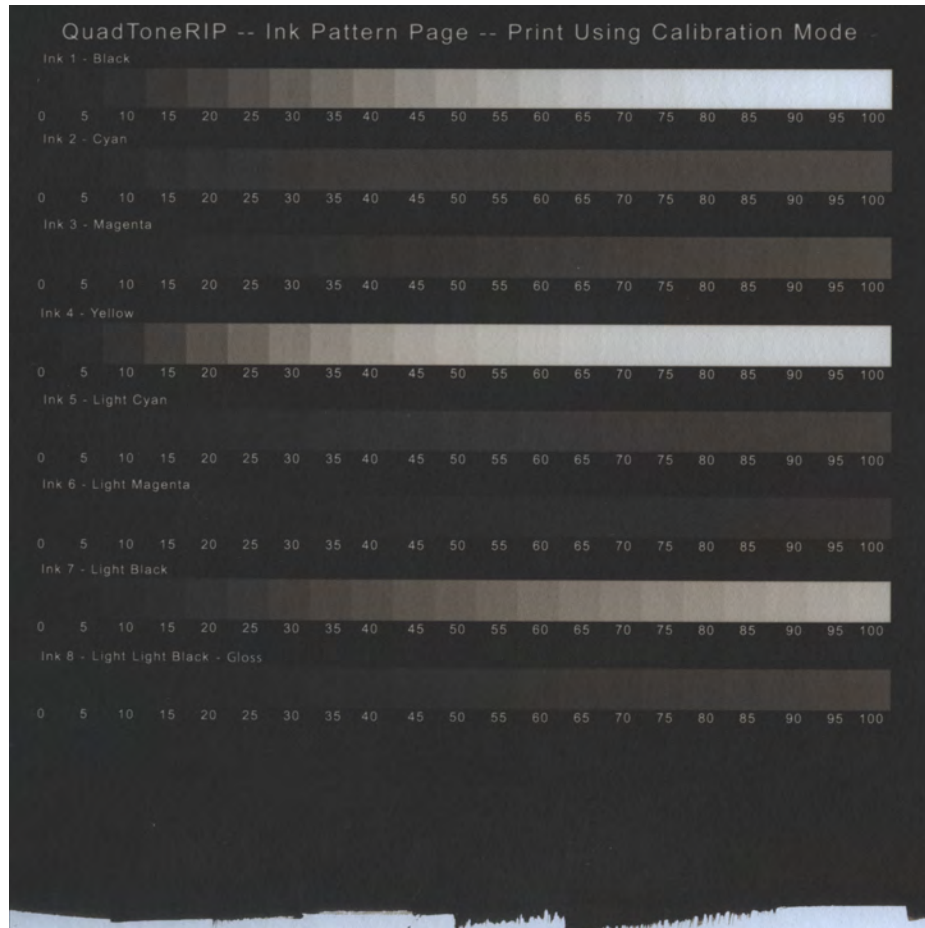 QuadToneRIP -- Ink Pattern Page -- Print Using Calibration Mode
Ink 1 - Black
0 5 10 15 20 25 30 35 40 45 50 55 60 65 70 75 80 85 90 95 100
Ink 2 - Cyan
0 5 10 15 20 25 30 35 40 45 50 55 60 65 70 75 80 85 90 95 100
Ink 3 - Magenta
0 5 10 15 20 25 30 35 40 45 50 55 60 65 70 75 80 85 90 95 100
Ink 4 - Yellow
0 5 10 15 20 25 30 35 40 45 50 55 60 65 70 75 80 85 90 95 100
Ink 5 - Light Cyan
0 5 10 15 20 25 30 35 40 45 50 55 60 65 70 75 80 85 90 95 100
Ink 6 - Light Magenta
0 5 10 15 20 25 30 35 40 45 50 55 60 65 70 75 80 85 90 95 100
Ink 7 - Light Black
0 5 10 15 20 25 30 35 40 45 50 55 60 65 70 75 80 85 90 95 100
Ink 8 - Light Light Black - Gloss
0 5 10 15 20 25 30 35 40 45 50 55 60 65 70 75 80 85 90 95 100